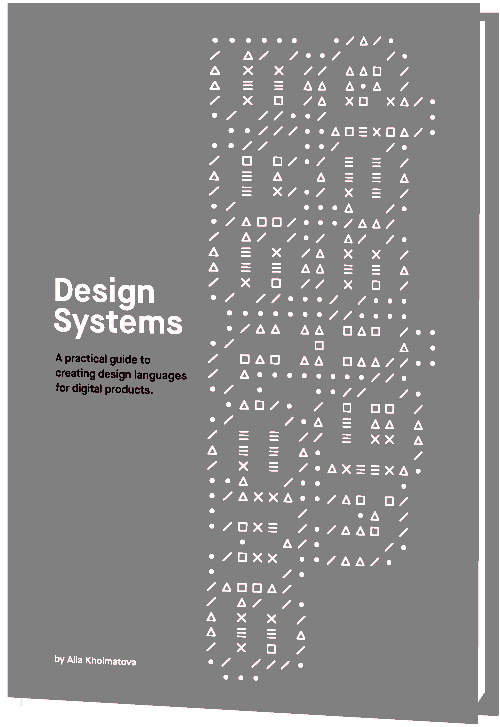 Design
Systems
A practical guide to
creating design languages
for digital products.
by Alla Kholmatova